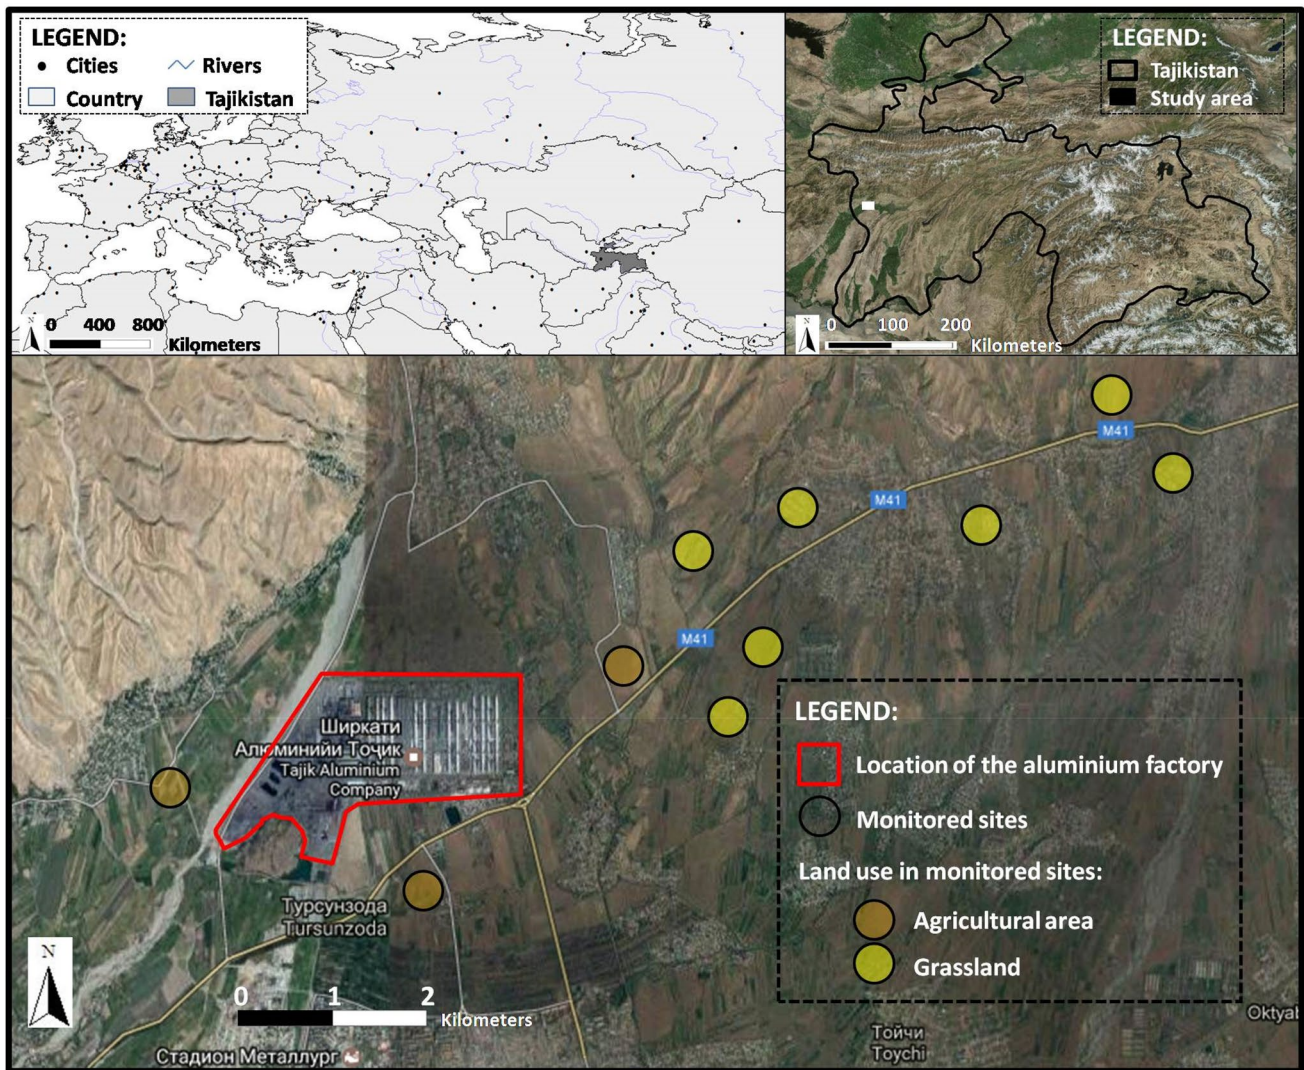 LEGEND:
Cities
Rivers
Country
Tajikistan
0 400 800
Kilometers
LEGEND:
Tajikistan
Study area
0 100 200
Kilometers
M41
M41
M41
Ширкати
Алюминийи Тоҷик
Tajik Aluminium
Company
Турсунзода
Tursunzoda
N
0 1 2
Kilometers
Стадион Металлург
LEGEND:
Location of the aluminium factory
Monitored sites
Land use in monitored sites:
Agricultural area
Grassland
Oktyab
Тойчи
Toychi